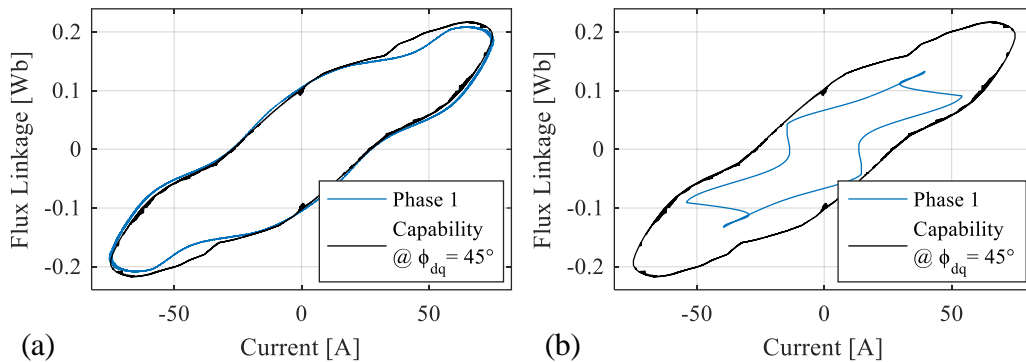 0.2
0.1
0
-0.1
-0.2
Flux Linkage [Wb]
Phase 1
Capability
@ ϕdq = 45°
-50
0
50
(a)
Current [A]
0.2
0.1
0
-0.1
-0.2
Flux Linkage [Wb]
Phase 1
Capability
@ ϕdq = 45°
-50
0
50
(b)
Current [A]